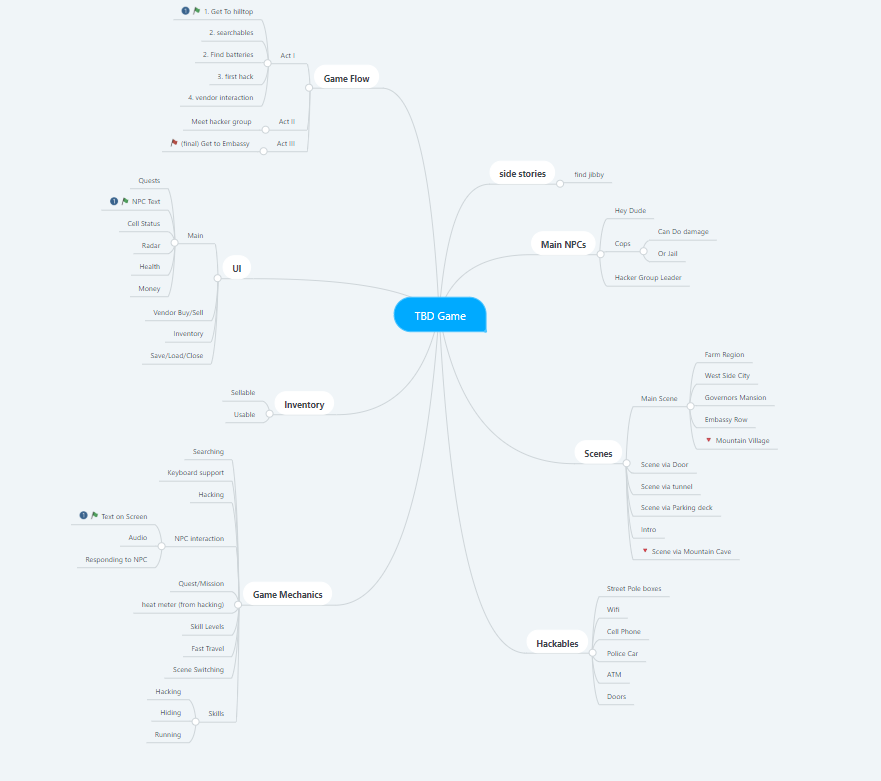 TBD Game
Game Flow
Act I
1. Get To hilltop
2. searchables
2. Find batteries
3. first hack
4. vendor interaction
Act II
Meet hacker group
Act III
(final) Get to Embassy
UI
Main
Quests
NPC Text
Cell Status
Radar
Health
Money
Vendor Buy/Sell
Inventory
Save/Load/Close
Inventory
Sellable
Usable
Game Mechanics
Searching
Keyboard support
Hacking
NPC interaction
Text on Screen
Audio
Responding to NPC
Quest/Mission
heat meter (from hacking)
Skill Levels
Fast Travel
Scene Switching
Skills
Hacking
Hiding
Running
side stories
find jibby
Main NPCs
Hey Dude
Cops
Can Do damage
Or Jail
Hacker Group Leader
Scenes
Main Scene
Farm Region
West Side City
Governors Mansion
Embassy Row
Mountain Village
Scene via Door
Scene via tunnel
Scene via Parking deck
Intro
Scene via Mountain Cave
Hackables
Street Pole boxes
Wifi
Cell Phone
Police Car
ATM
Doors